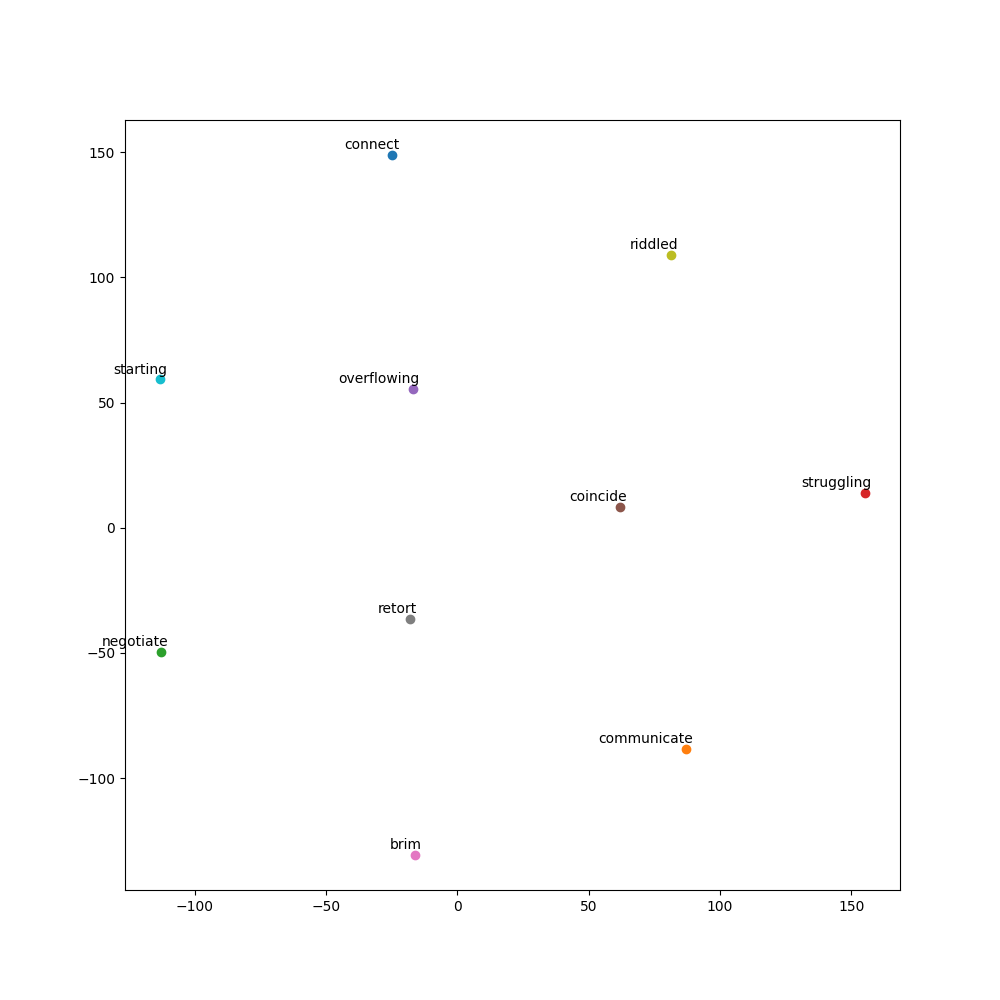 connect
150
riddled
100
starting
overflowing
50
struggling
coincide
0
retort
negotiate
−50
communicate
−100
brim
−100 −50 0 50 100 150